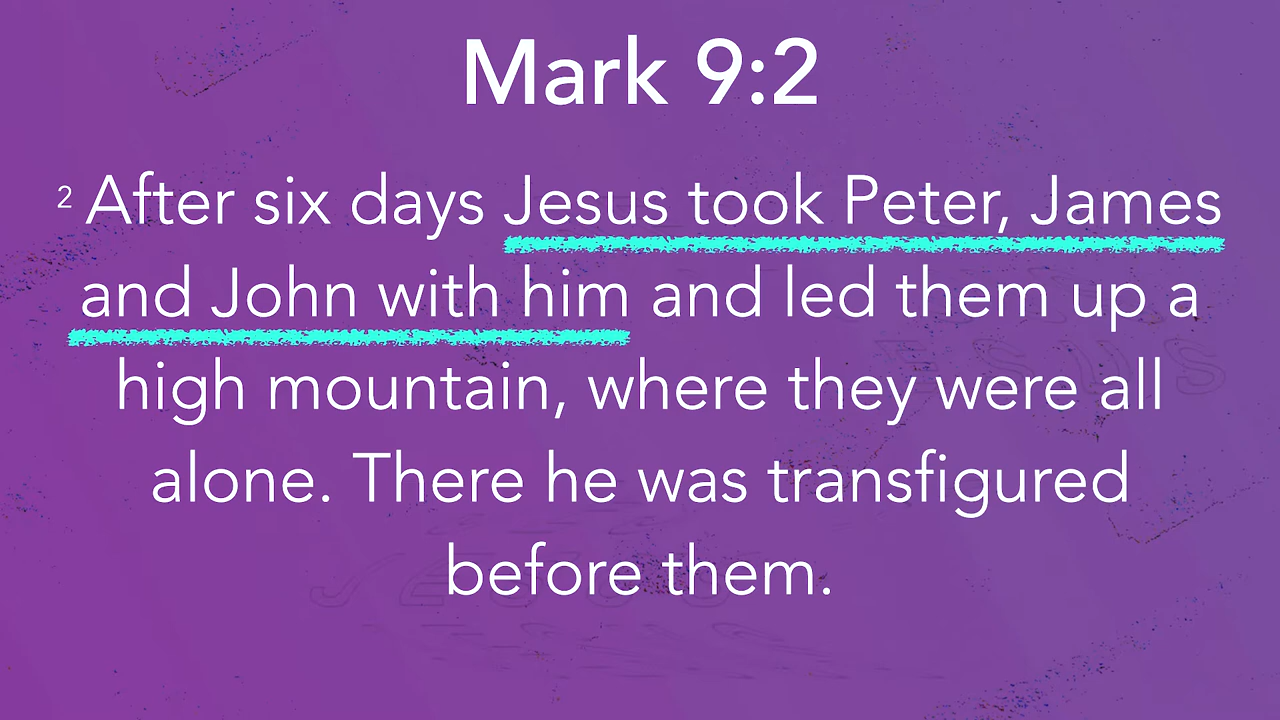 Mark 9:2
2 After six days Jesus took Peter, James
and John with him and led them up a
high mountain, where they were all
alone. There he was transfigured
before them.